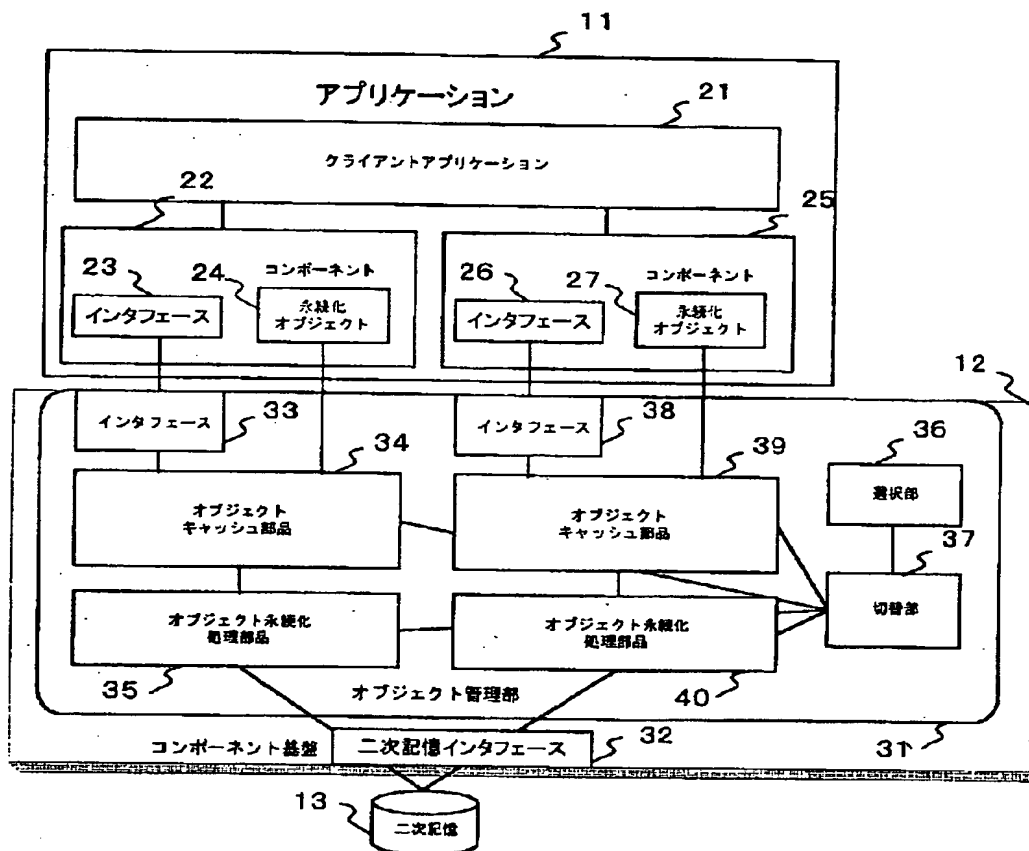 11
アプリケーション
21
クライアントアプリケーション
22
25
コンポーネント
23
24
インタフェース
永続化
オブジェクト
コンポーネント
26
27
インタフェース
永続化
オブジェクト
12
インタフェース
33
インタフェース
38
34
39
36
オブジェクト
キャッシュ部品
オブジェクト
キャッシュ部品
選択部
37
切替部
オブジェクト永続化
処理部品
オブジェクト永続化
処理部品
35
オブジェクト管理部
40
31
コンポーネント基盤
二次記憶インタフェース
32
13
二次記憶